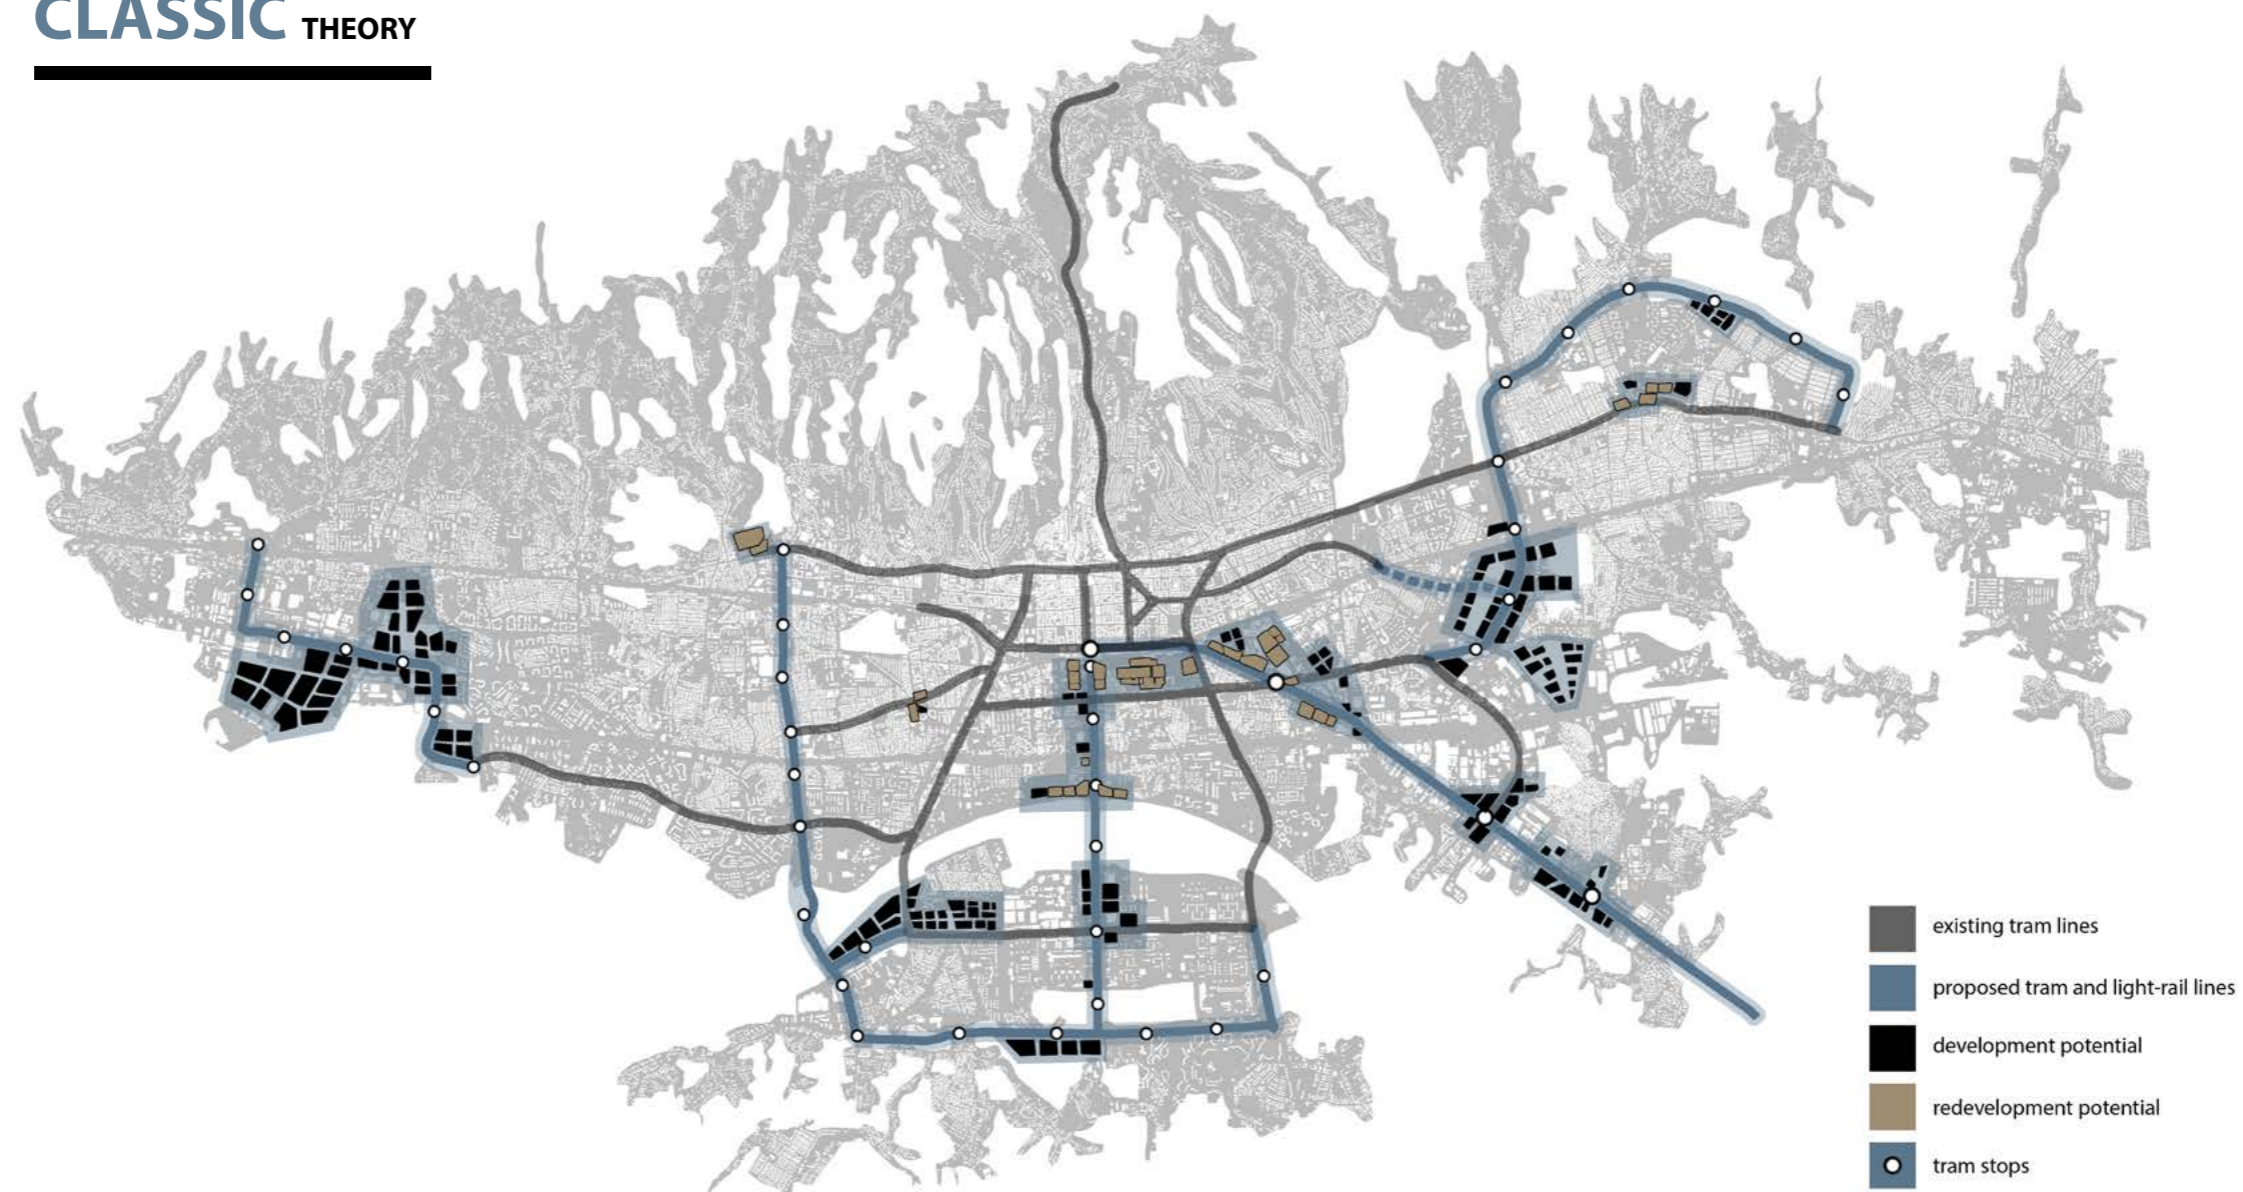 CLASSIC THEORY
existing tram lines
proposed tram and light-rail lines
development potential
redevelopment potential
tram stops